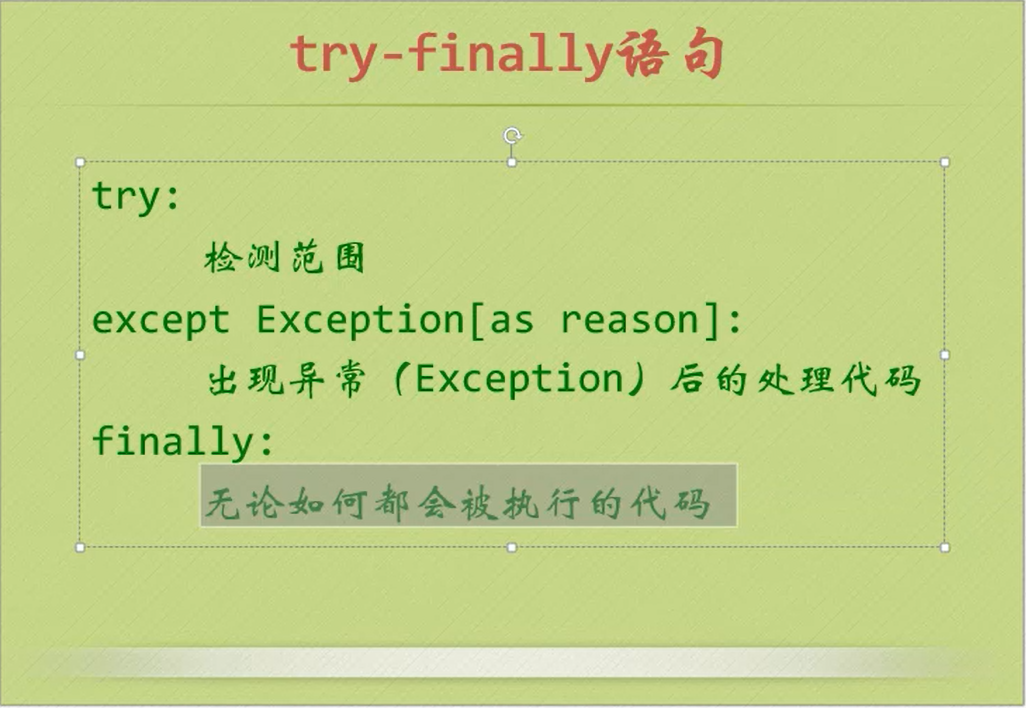 try-finally语句
try:
检测范围
except Exception[as reason]:
出现异常（Exception）后的处理代码
finally:
无论如何都会被执行的代码